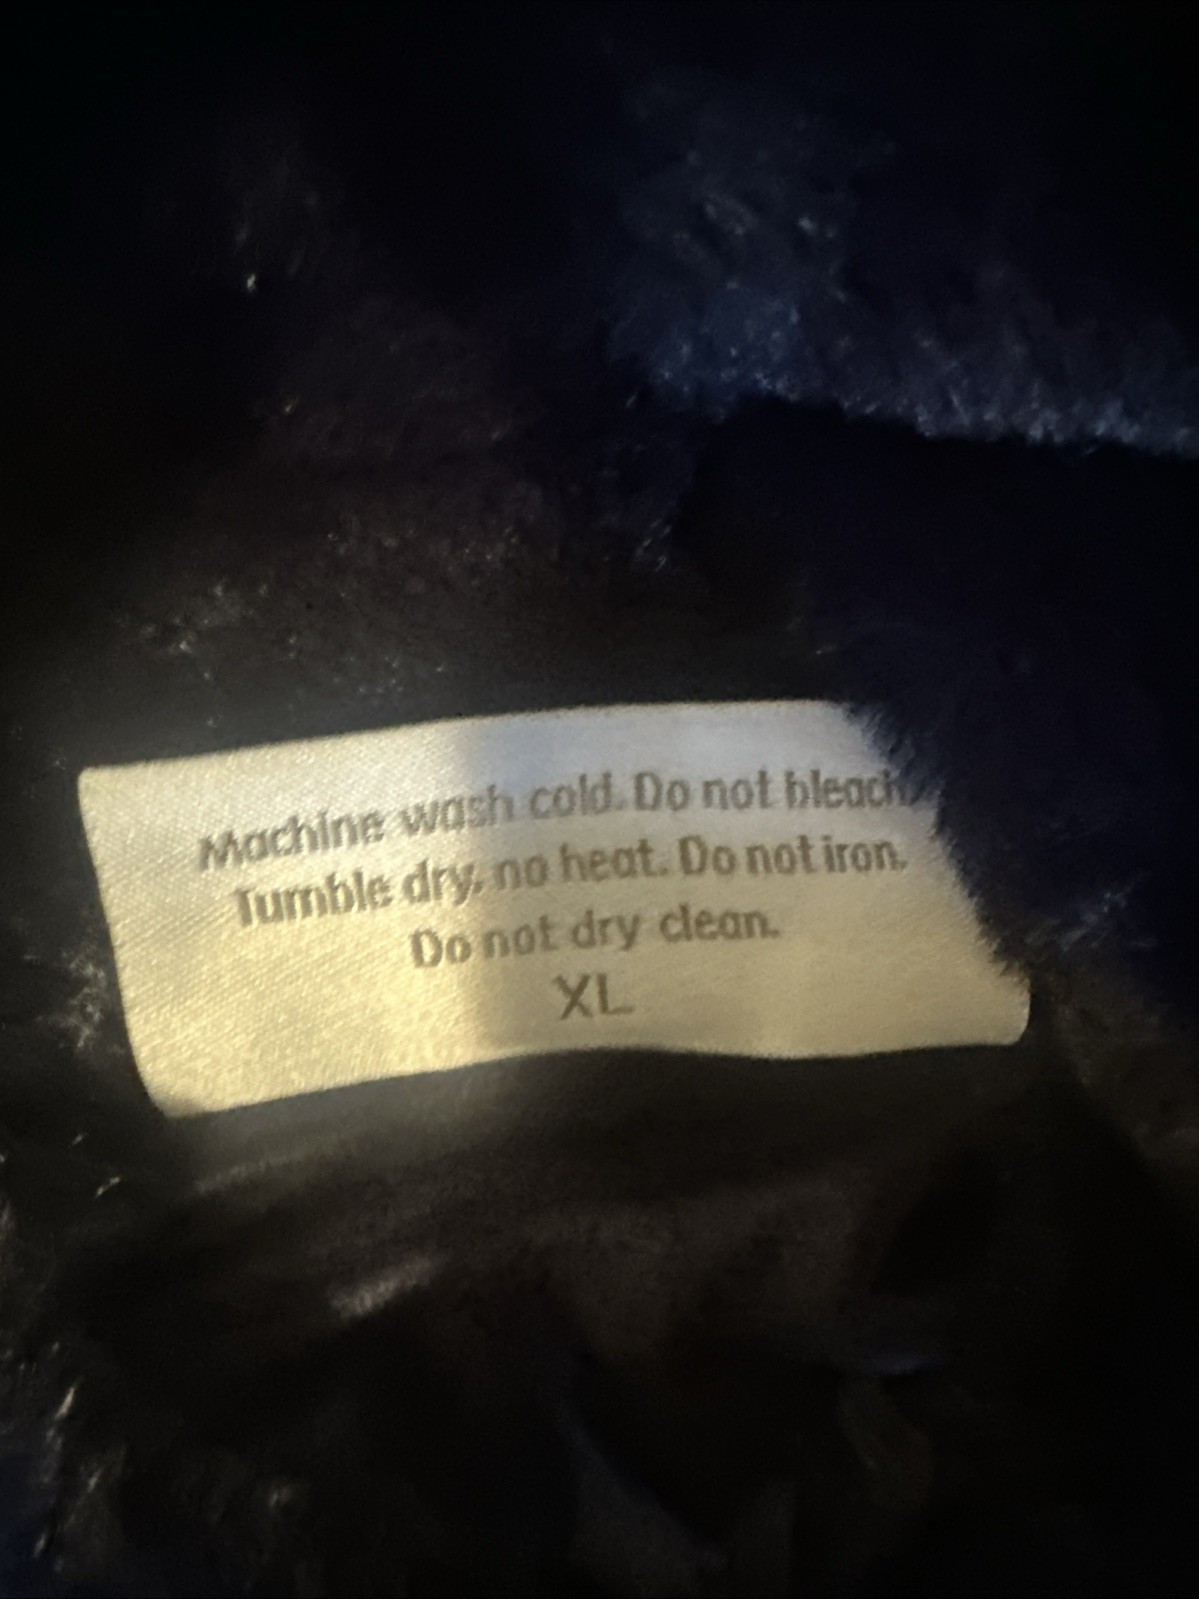 Machine wash cold. Do not bleach.
Tumble dry, no heat. Do not iron.
Do not dry clean.
XL